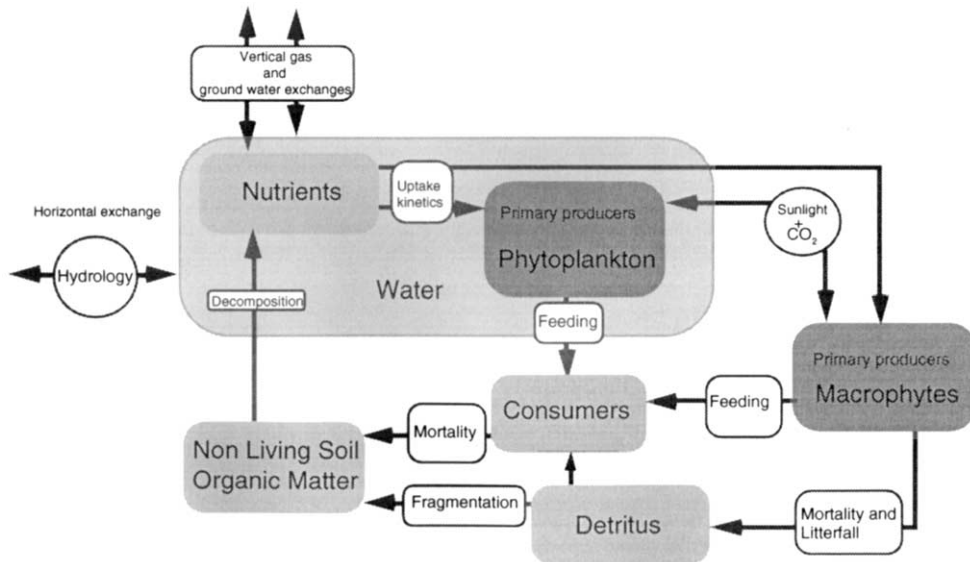 Vertical gas
and
ground water exchanges
Nutrients
Uptake
kinetics
Primary producers
Phytoplankton
Sunlight
+
CO2
Horizontal exchange
Hydrology
Decomposition
Water
Feeding
Primary producers
Macrophytes
Consumers
Feeding
Mortality
Non Living Soil
Organic Matter
Fragmentation
Detritus
Mortality and
Litterfall